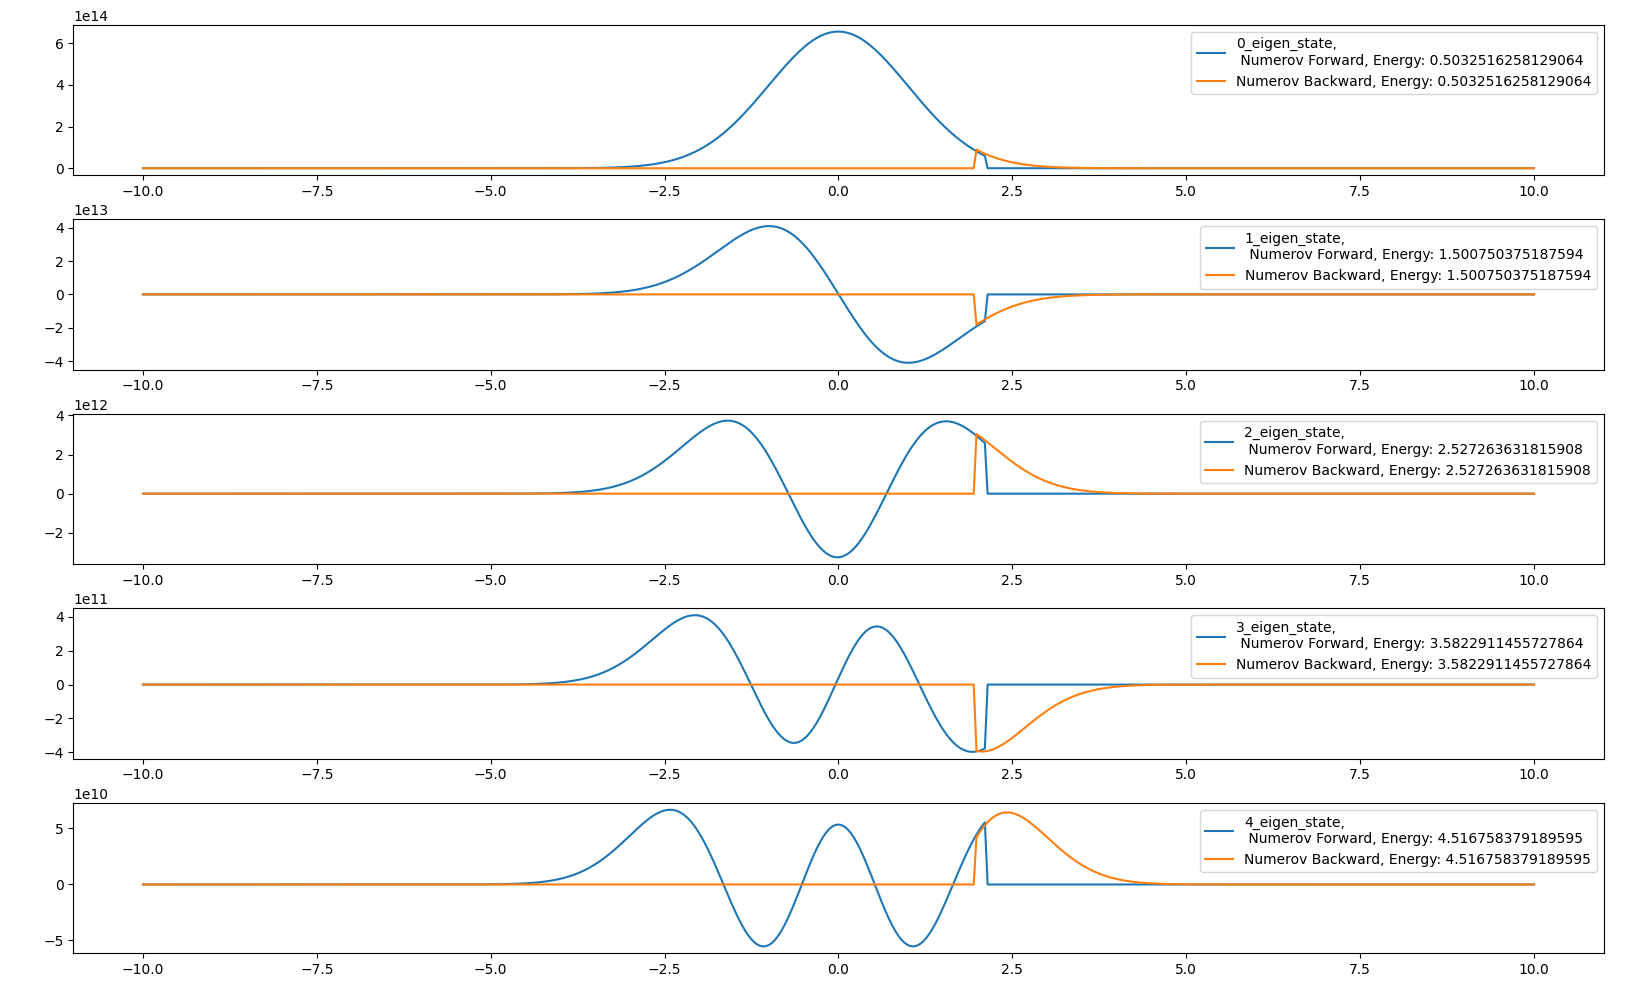 1e14
6
4
2
0
0_eigen_state,
Numerov Forward, Energy: 0.5032516258129064
Numerov Backward, Energy: 0.5032516258129064
−10.0 −7.5 −5.0 −2.5 0.0 2.5 5.0 7.5 10.0
1e13
4
2
0
−2
−4
1_eigen_state,
Numerov Forward, Energy: 1.500750375187594
Numerov Backward, Energy: 1.500750375187594
−10.0 −7.5 −5.0 −2.5 0.0 2.5 5.0 7.5 10.0
1e12
4
2
0
−2
2_eigen_state,
Numerov Forward, Energy: 2.527263631815908
Numerov Backward, Energy: 2.527263631815908
−10.0 −7.5 −5.0 −2.5 0.0 2.5 5.0 7.5 10.0
1e11
4
2
0
−2
−4
3_eigen_state,
Numerov Forward, Energy: 3.5822911455727864
Numerov Backward, Energy: 3.5822911455727864
−10.0 −7.5 −5.0 −2.5 0.0 2.5 5.0 7.5 10.0
1e10
5
0
−5
4_eigen_state,
Numerov Forward, Energy: 4.516758379189595
Numerov Backward, Energy: 4.516758379189595
−10.0 −7.5 −5.0 −2.5 0.0 2.5 5.0 7.5 10.0